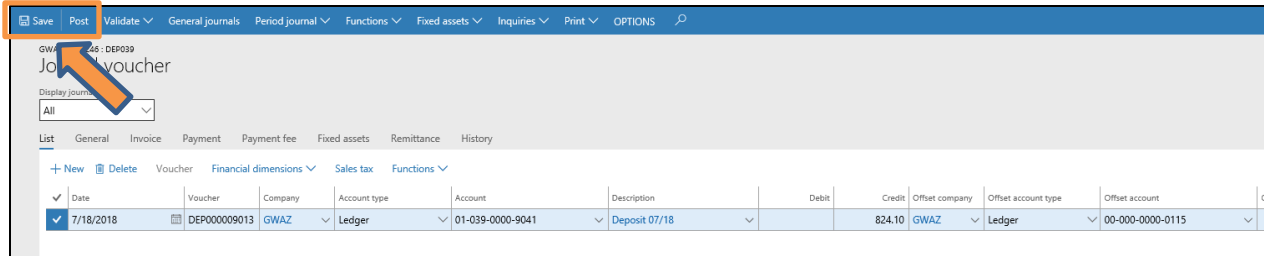 Save Post Validate General journals Period journal Functions Fixed assets Inquiries Print OPTIONS
46 : DEP039
voucher
Display journa
All
List General Invoice Payment Payment fee Fixed assets Remittance History
+ New Delete Voucher Financial dimensions Sales tax Functions
Date Voucher Company Account type Account Description Debit Credit Offset company Offset account type Offset account
7/18/2018 DEP000009013 GWAZ Ledger 01-039-0000-9041 Deposit 07/18 824.10 GWAZ Ledger 00-000-0000-0115